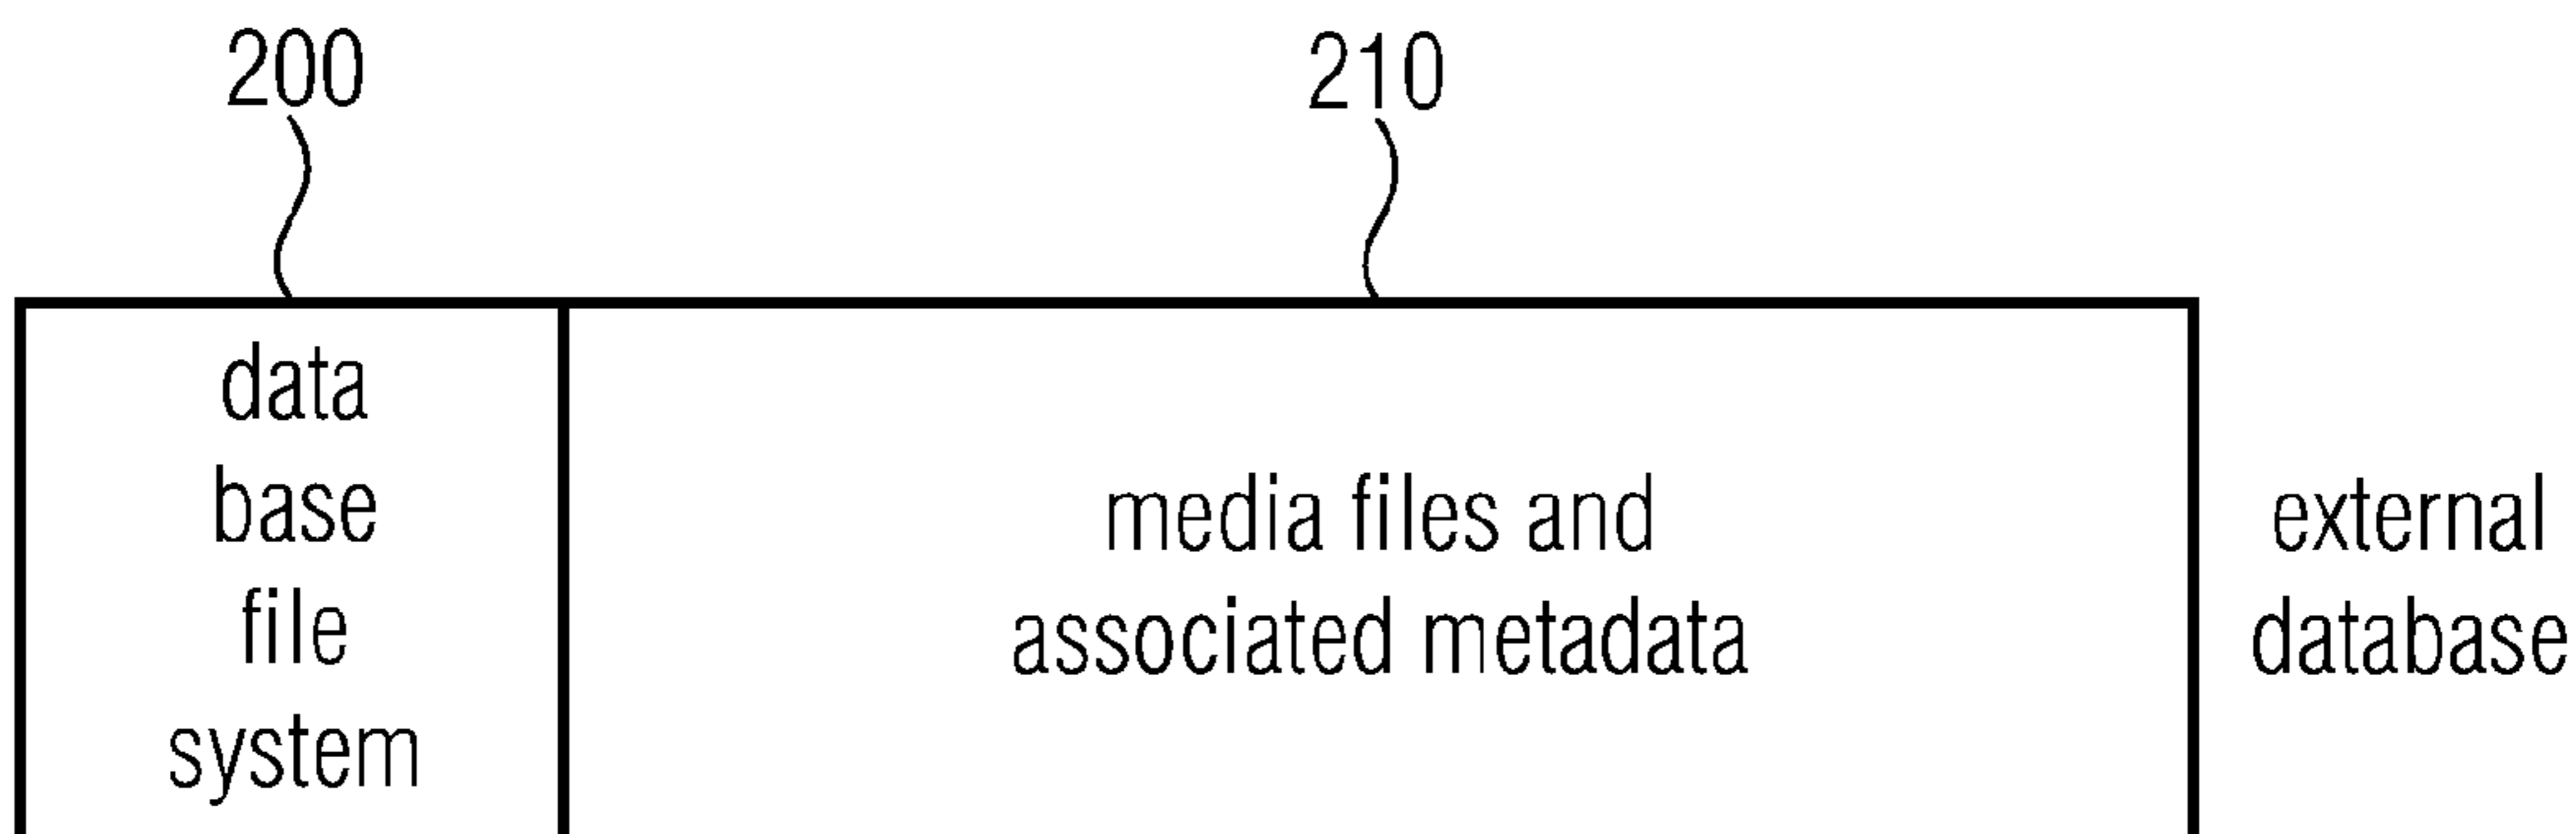 200
210
data
base
file
system
media files and
associated metadata
external
database